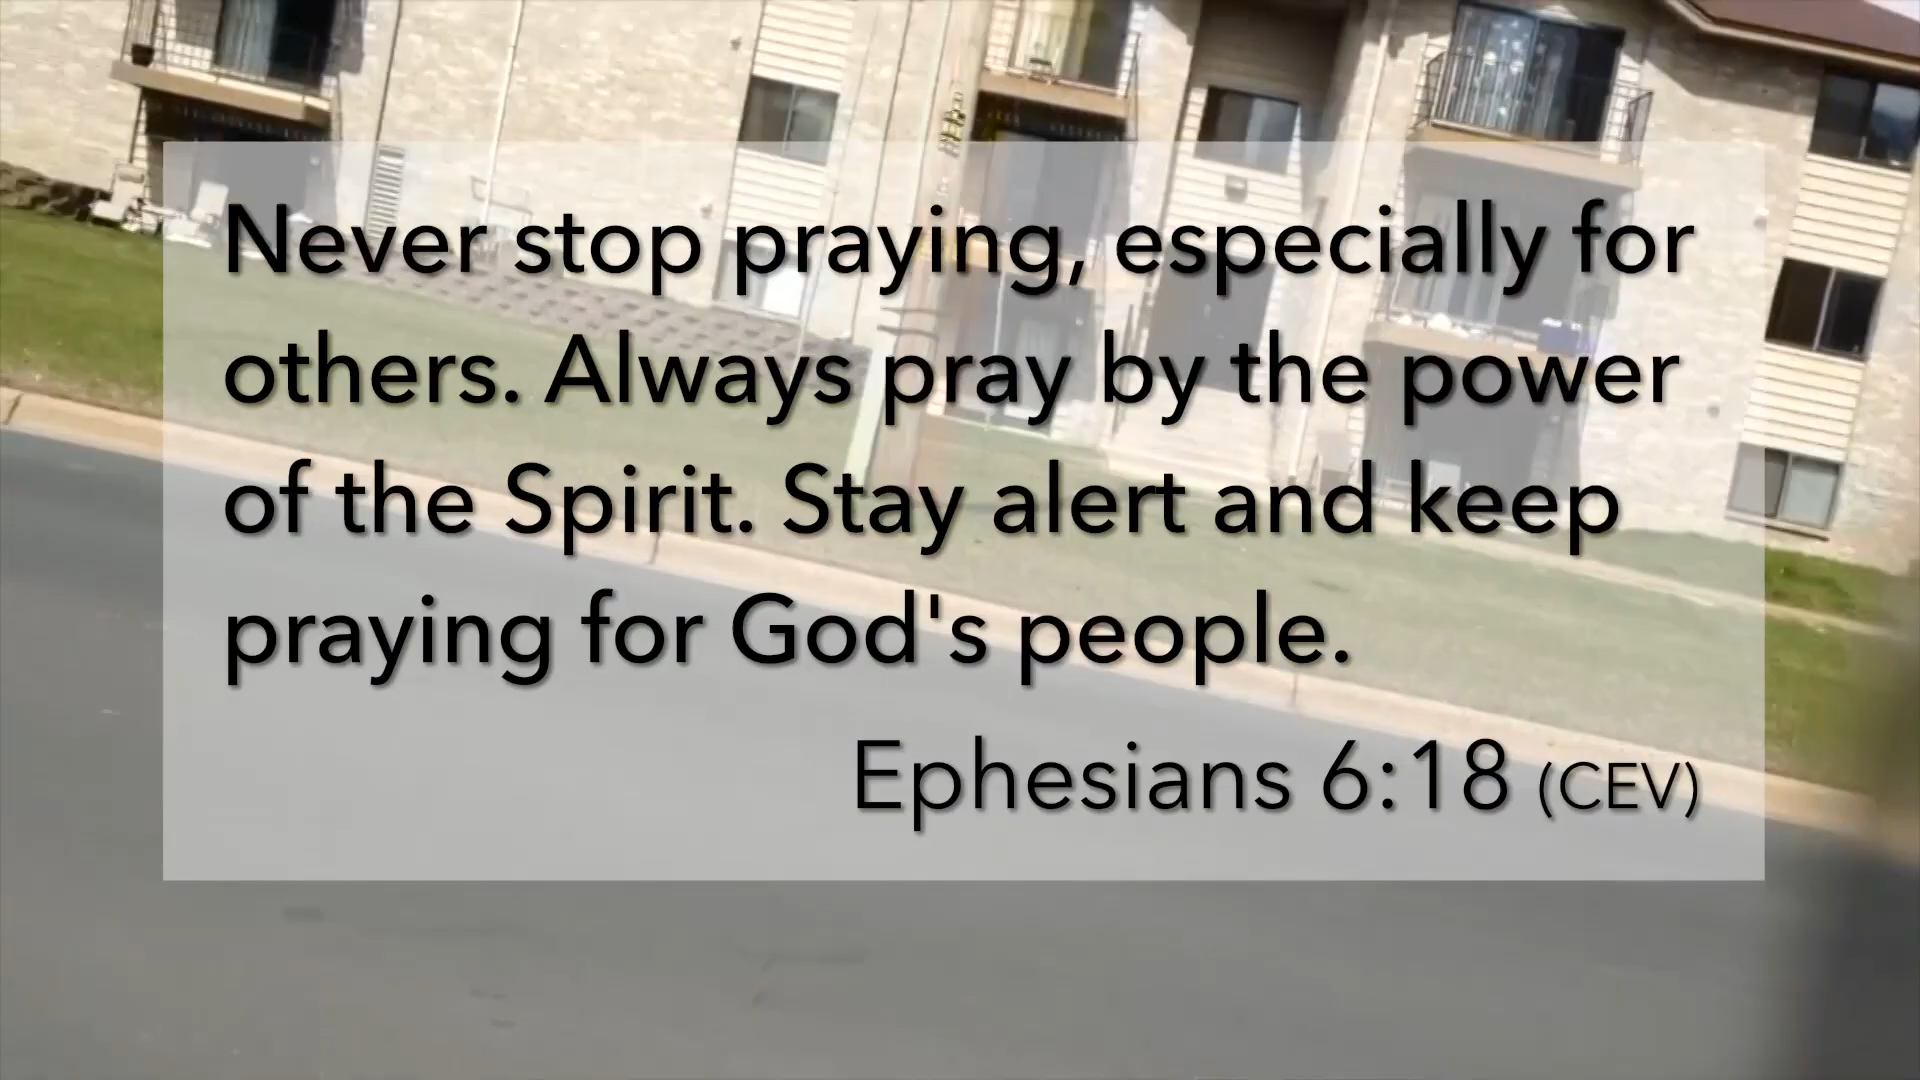 Never stop praying, especially for
others. Always pray by the power
of the Spirit. Stay alert and keep
praying for God's people.
Ephesians 6:18 (CEV)